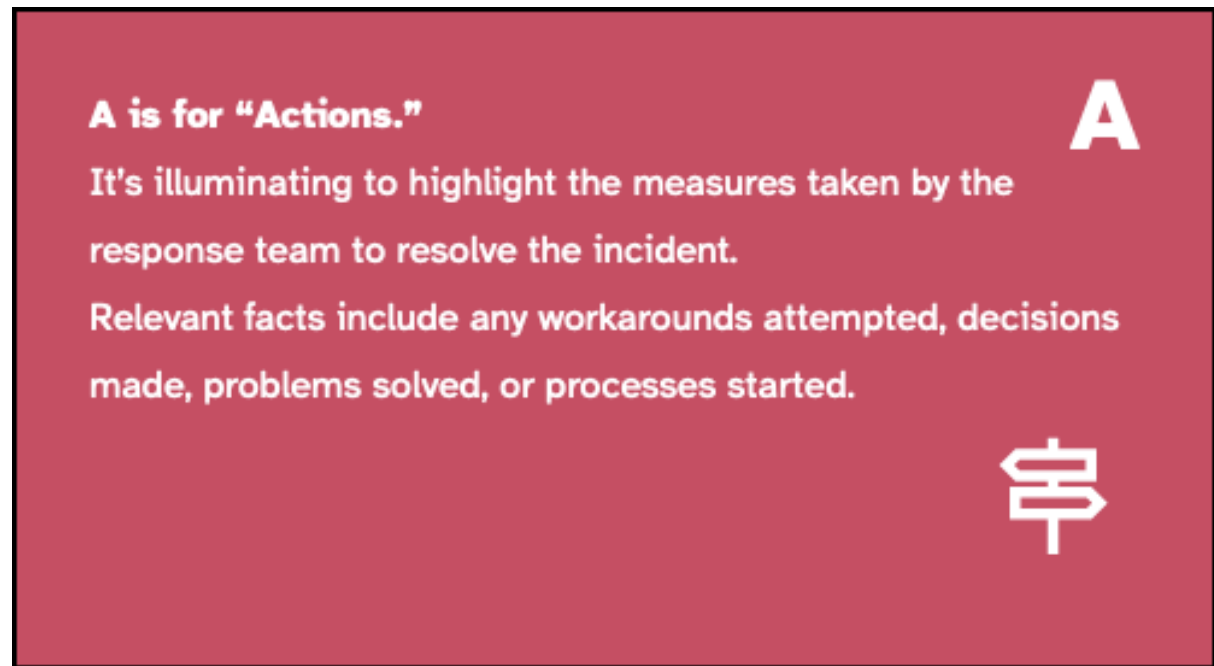 A is for “Actions.”
A
It’s illuminating to highlight the measures taken by the
response team to resolve the incident.
Relevant facts include any workarounds attempted, decisions
made, problems solved, or processes started.